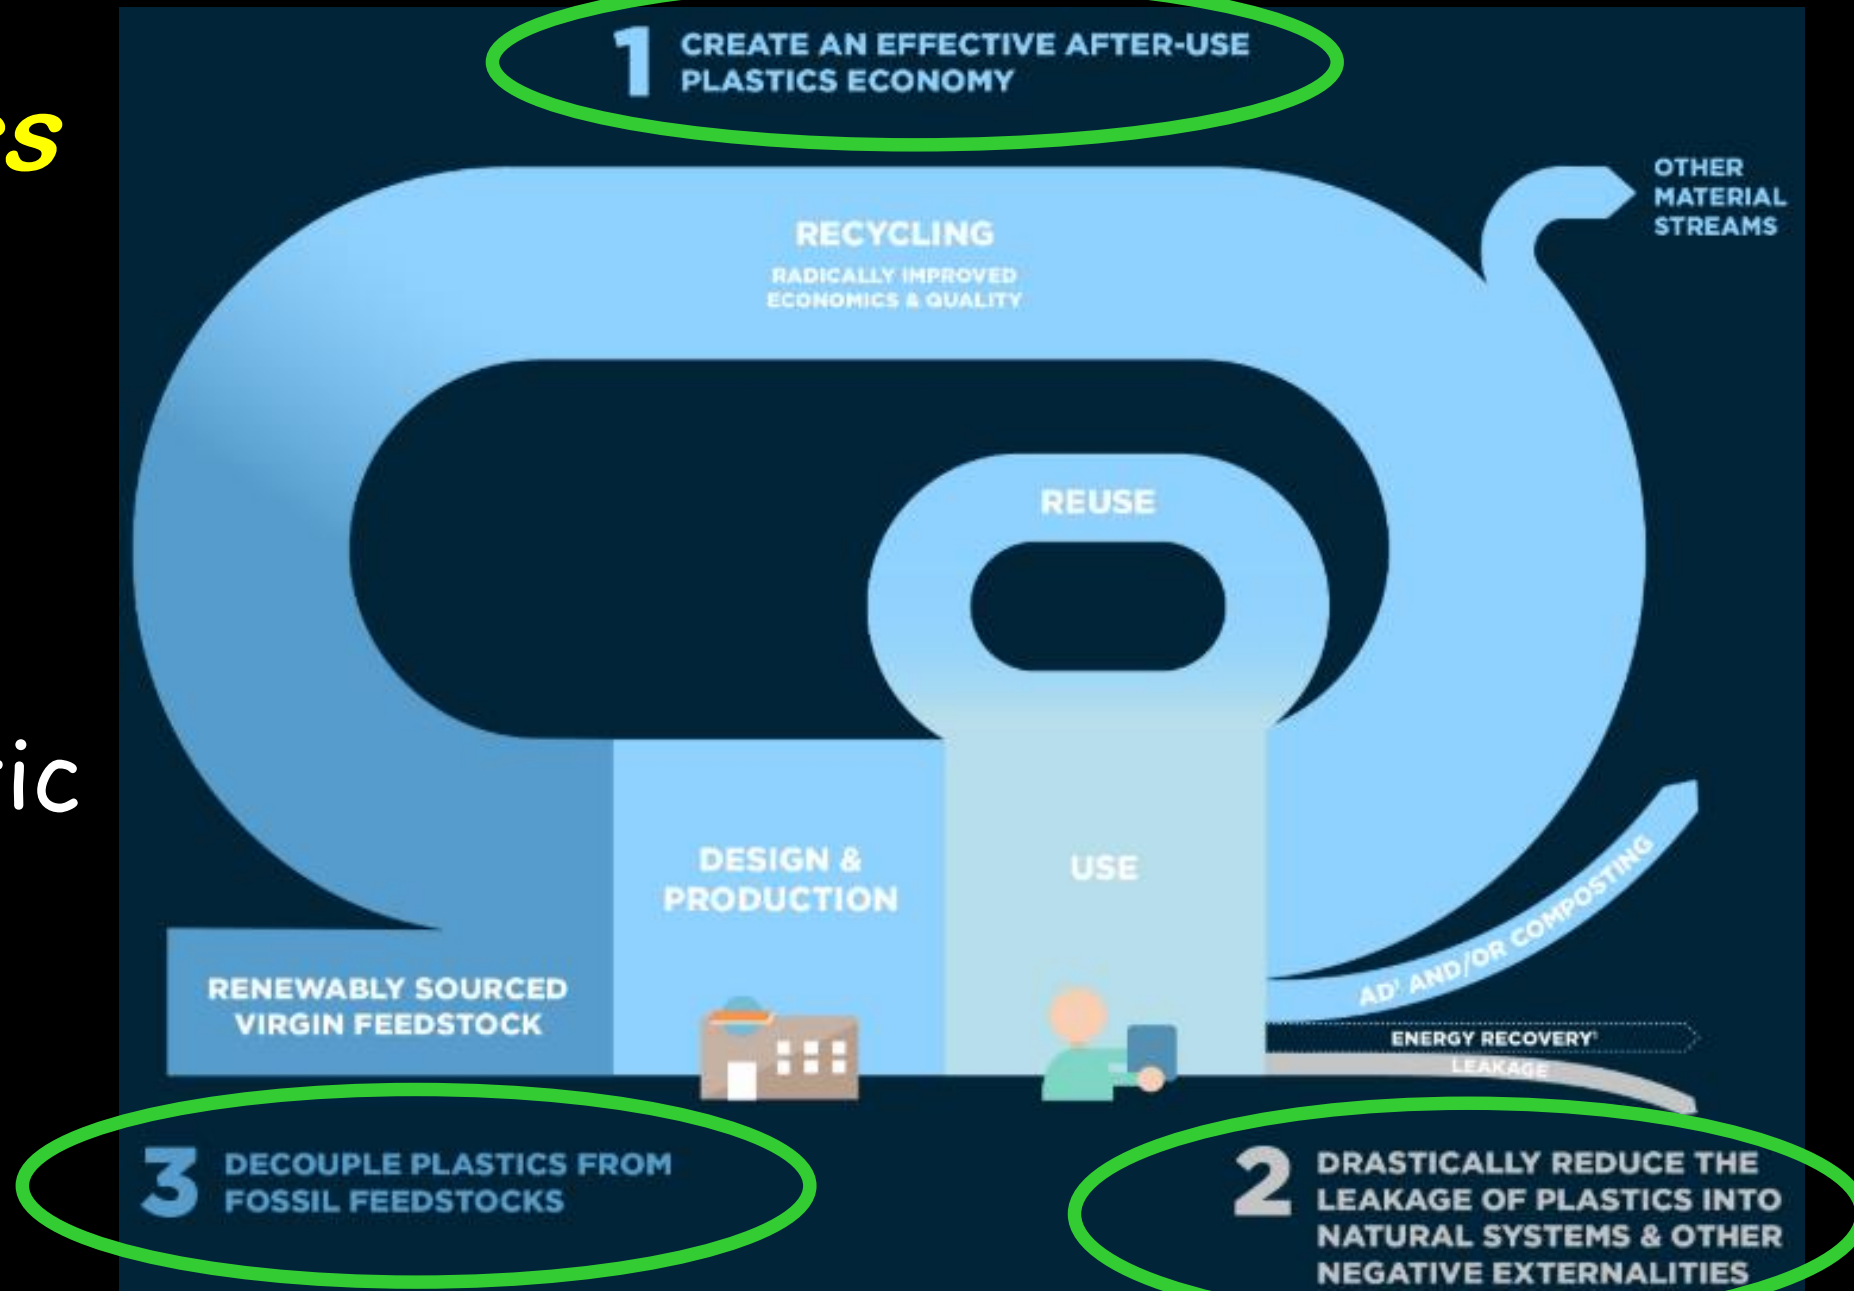 1 CREATE AN EFFECTIVE AFTER-USE
PLASTICS ECONOMY
OTHER
MATERIAL
STREAMS
RECYCLING
RADICALLY IMPROVED
ECONOMICS & QUALITY
REUSE
DESIGN &
PRODUCTION
USE
RENEWABLY SOURCED
VIRGIN FEEDSTOCK
AD¹ AND/OR COMPOSTING
ENERGY RECOVERY¹
LEAKAGE
3 DECOUPLE PLASTICS FROM
FOSSIL FEEDSTOCKS
2 DRASTICALLY REDUCE THE
LEAKAGE OF PLASTICS INTO
NATURAL SYSTEMS & OTHER
NEGATIVE EXTERNALITIES